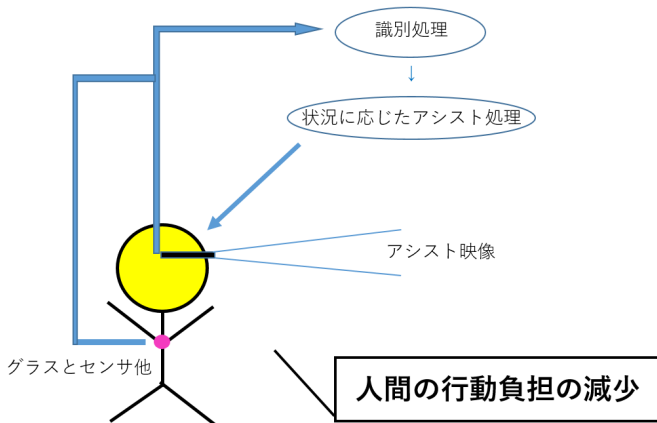 識別処理
↓
状況に応じたアシスト処理
アシスト映像
グラスとセンサ他
人間の行動負担の減少